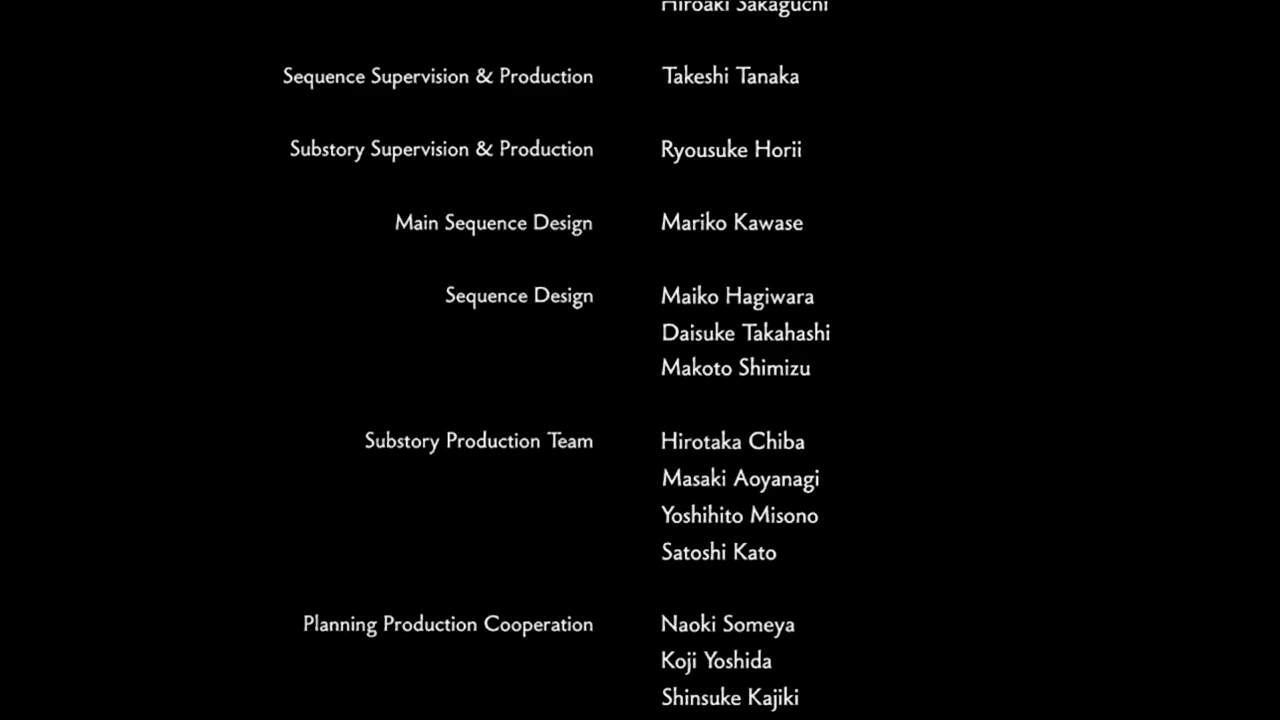 Hiroaki Sakaguchi
Sequence Supervision & Production Takeshi Tanaka
Substory Supervision & Production Ryousuke Horii
Main Sequence Design Mariko Kawase
Sequence Design Maiko Hagiwara
Daisuke Takahashi
Makoto Shimizu
Substory Production Team Hirotaka Chiba
Masaki Aoyanagi
Yoshihito Misono
Satoshi Kato
Planning Production Cooperation Naoki Someya
Koji Yoshida
Shinsuke Kajiki